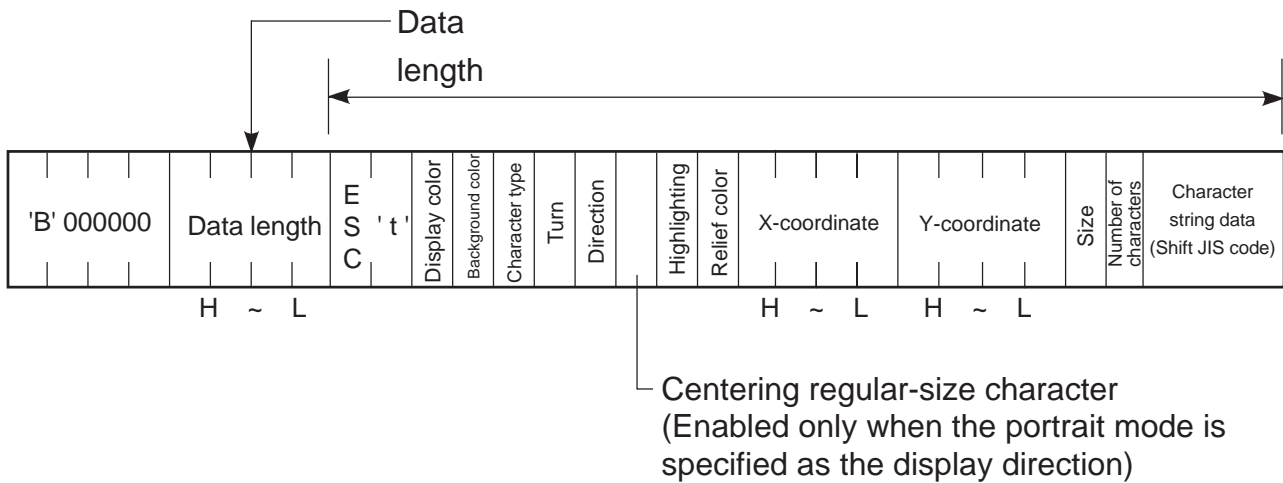 Data
length
'B' 000000
Data length
E
S
C
' t '
Display color
Background color
Character type
Turn
Direction
Highlighting
Relief color
X-coordinate
Y-coordinate
Size
Number of
characters
Character
string data
(Shift JIS code)
H ~ L
H ~ L
H ~ L
Centering regular-size character
(Enabled only when the portrait mode is
specified as the display direction)